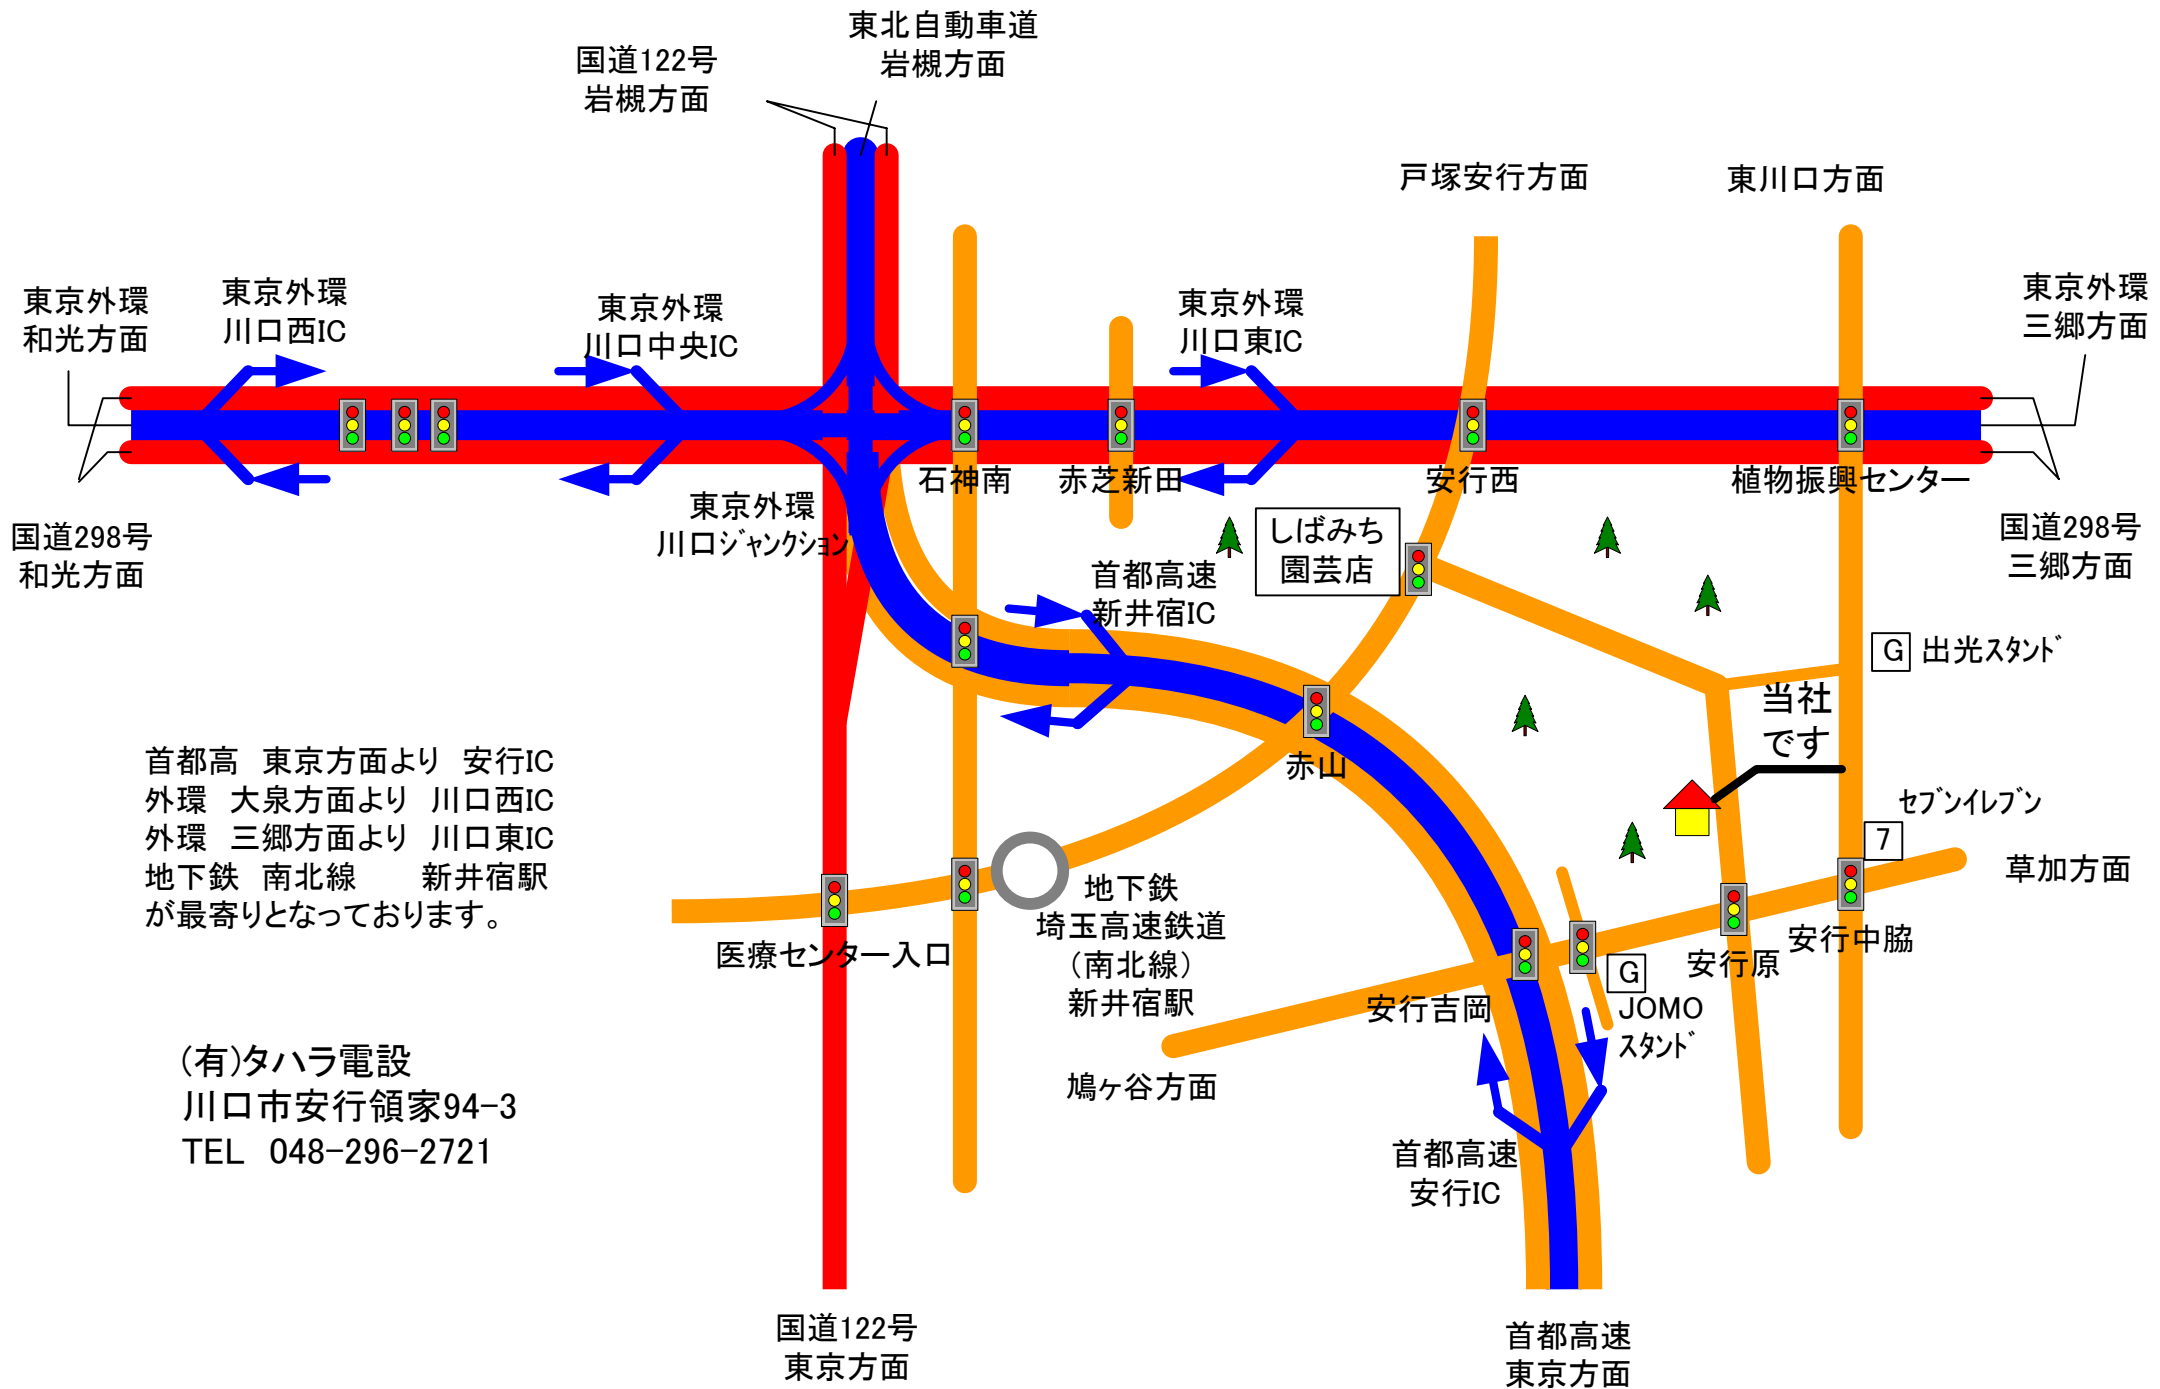 東北自動車道
岩槻方面
国道122号
岩槻方面
戸塚安行方面
東川口方面
東京外環
和光方面
東京外環
川口西IC
東京外環
川口中央IC
東京外環
川口東IC
東京外環
三郷方面
石神南
赤芝新田
安行西
植物振興センター
東京外環
川口ジャンクション
国道298号
和光方面
しばみち
園芸店
国道298号
三郷方面
首都高速
新井宿IC
G 出光スタンド
当社
です
赤山
首都高 東京方面より 安行IC
外環 大泉方面より 川口西IC
外環 三郷方面より 川口東IC
地下鉄 南北線 新井宿駅
が最寄りとなっております。
セブンイレブン
7
草加方面
地下鉄
埼玉高速鉄道
(南北線)
新井宿駅
医療センター入口
安行中脇
安行原
安行吉岡
G
JOMO
スタンド
鳩ヶ谷方面
(有)タハラ電設
川口市安行領家94-3
TEL 048-296-2721
首都高速
安行IC
国道122号
東京方面
首都高速
東京方面